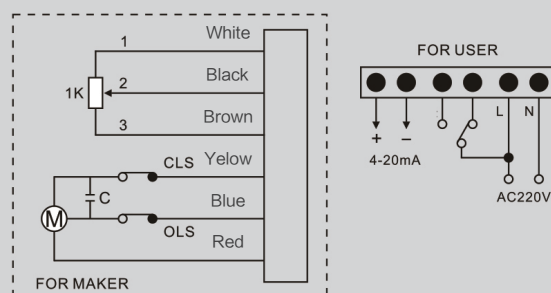 1 White
2 Black
1K
3 Brown
Yelow
CLS
C
Blue
M
OLS
Red
FOR MAKER
FOR USER
L N
+ −
4-20mA
AC220V